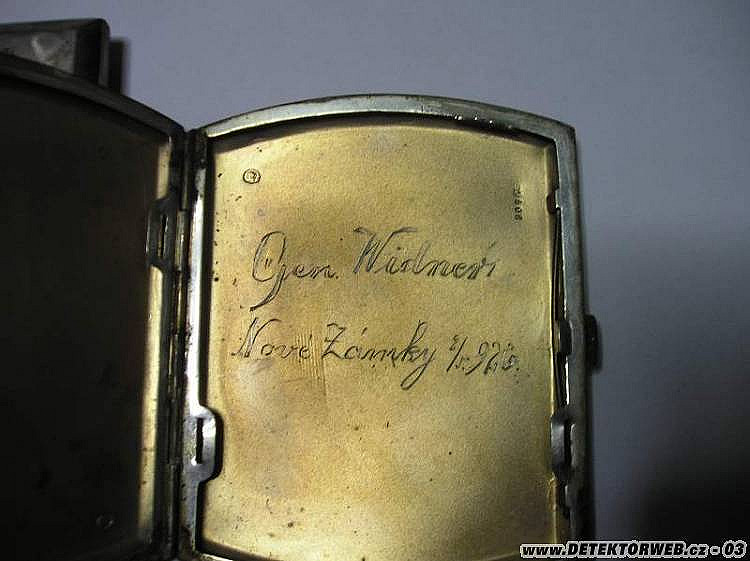 Gen. Widner
Nové Zámky
www.DETEKTORWEB.cz - 03